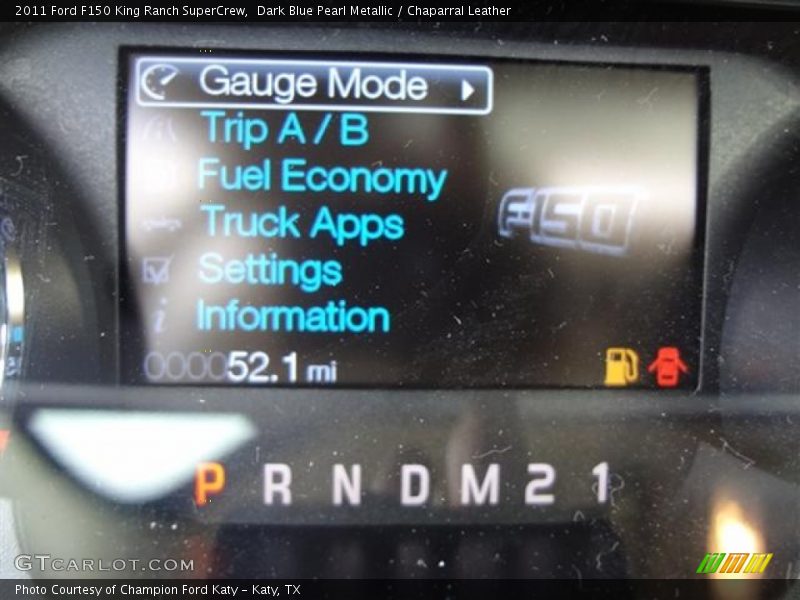 2011 Ford F150 King Ranch SuperCrew,  Dark Blue Pearl Metallic / Chaparral Leather
Gauge Mode
Trip A / B
Fuel Economy
Truck Apps
F-150
Settings
Information
000052.1 mi
P R N D M 2 1
GTCARLOT.COM
Photo Courtesy of Champion Ford Katy - Katy, TX